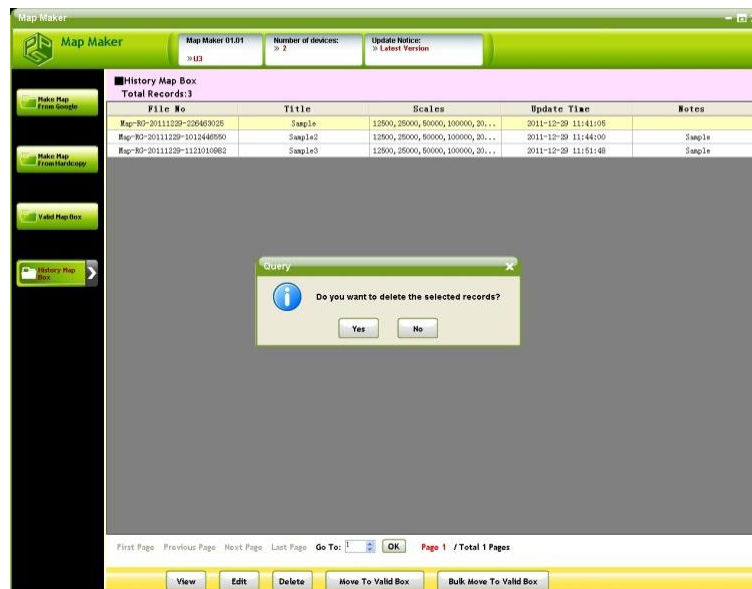 Map Maker
Map Maker
Map Maker 01.01
» U3
Number of devices:
» 2
Update Notice:
» Latest Version
Make Map
From Google
Make Map
From Hardcopy
Valid Map Box
History Map
Box
History Map Box
Total Records:3
File No Title Scales Update Time Notes
Map-RG-20111229-226463025 Sample 12500, 25000, 50000, 100000, 20... 2011-12-29 11:41:05
Map-RG-20111229-1012446550 Sample2 12500, 25000, 50000, 100000, 20... 2011-12-29 11:44:00 Sample
Map-RG-20111229-1121010982 Sample3 12500, 25000, 50000, 100000, 20... 2011-12-29 11:51:48 Sample
Query
Do you want to delete the selected records?
Yes No
First Page Previous Page Next Page Last Page Go To: 1 OK Page 1 / Total 1 Pages
View Edit Delete Move To Valid Box Bulk Move To Valid Box